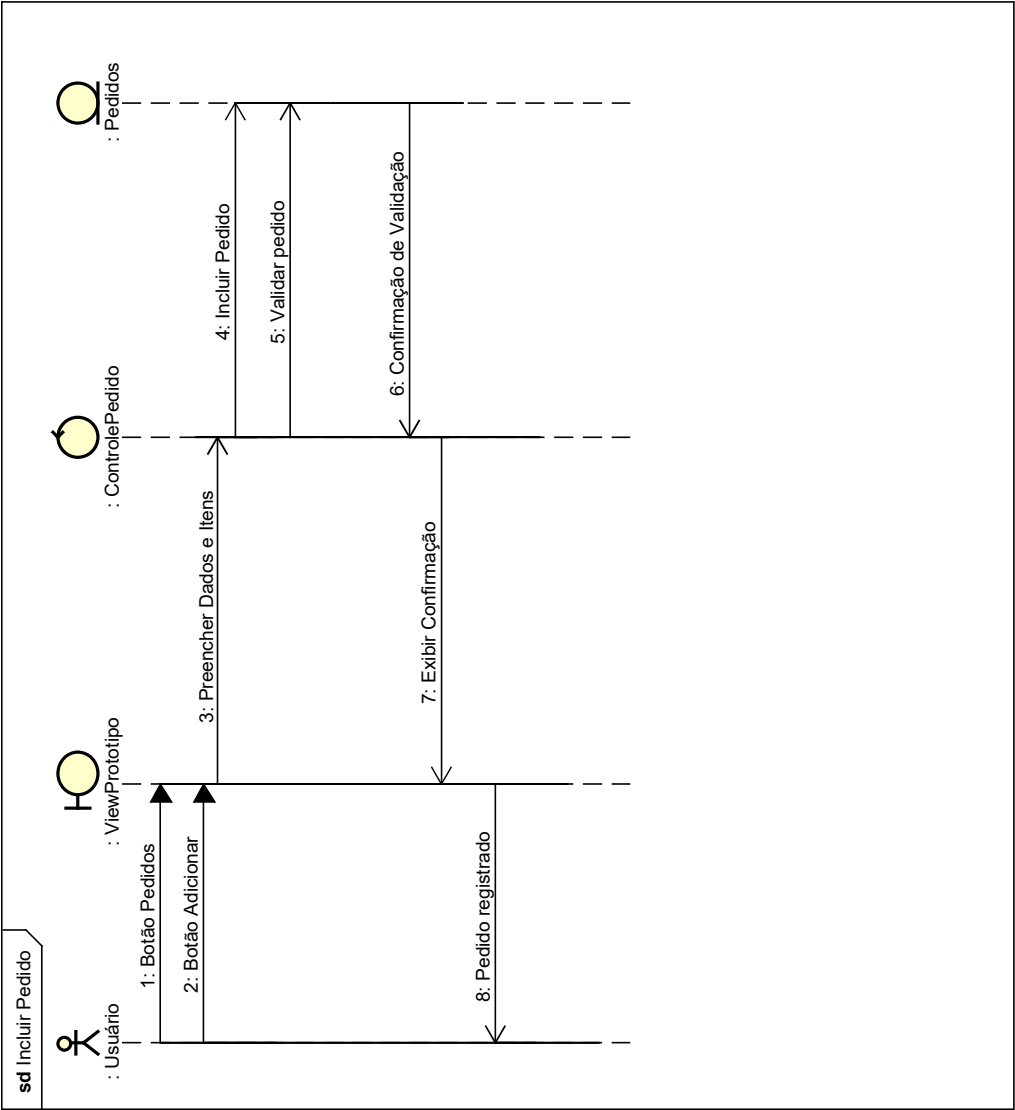 sd Incluir Pedido
: Usuário
: ViewPrototipo
: ControlePedido
: Pedidos
1: Botão Pedidos
2: Botão Adicionar
3: Preencher Dados e Itens
4: Incluir Pedido
5: Validar pedido
6: Confirmação de Validação
7: Exibir Confirmação
8: Pedido registrado